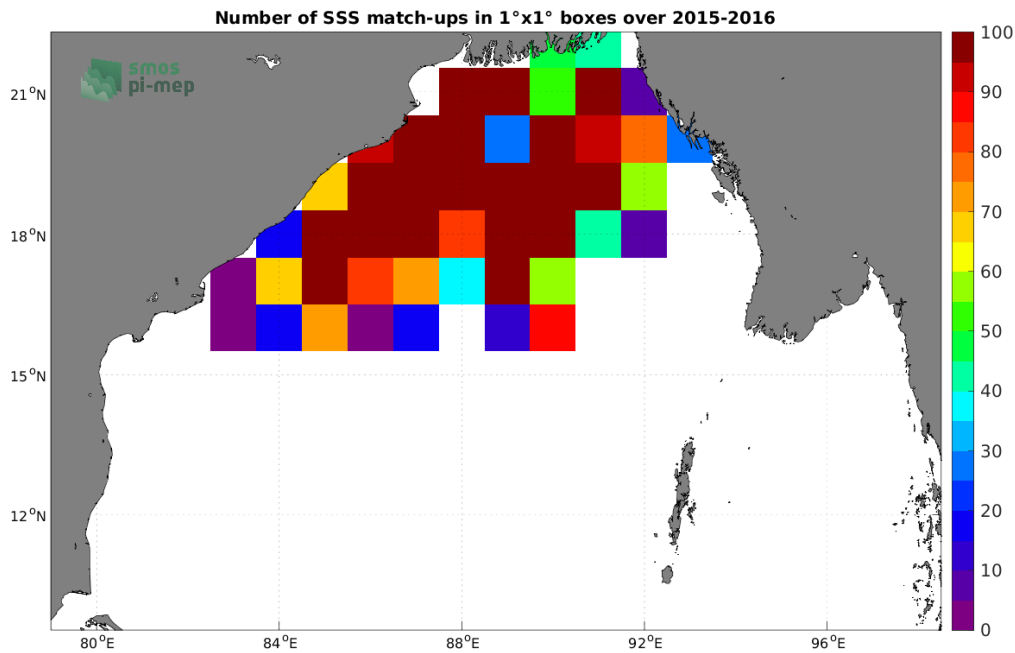 Number of SSS match-ups in 1°x1° boxes over 2015-2016
smos
pi-mep
21°N
18°N
15°N
12°N
80°E
84°E
88°E
92°E
96°E
100
90
80
70
60
50
40
30
20
10
0